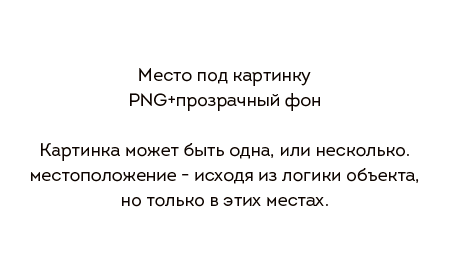 Место под картинку
PNG+прозрачный фон
Картинка может быть одна, или несколько.
местоположение - исходя из логики объекта,
но только в этих местах.